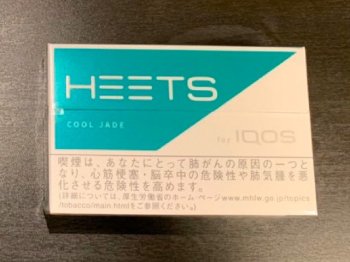 HEETS
COOL JADE
for IQOS
喫煙は、あなたにとって肺がんの原因の一つと
なり、心筋梗塞・脳卒中の危険性や肺気腫を悪
化させる危険性を高めます。
(詳細については、厚生労働省のホームページwww.mhlw.go.jp/topics
/tobacco/main.htmlをご参照ください。)